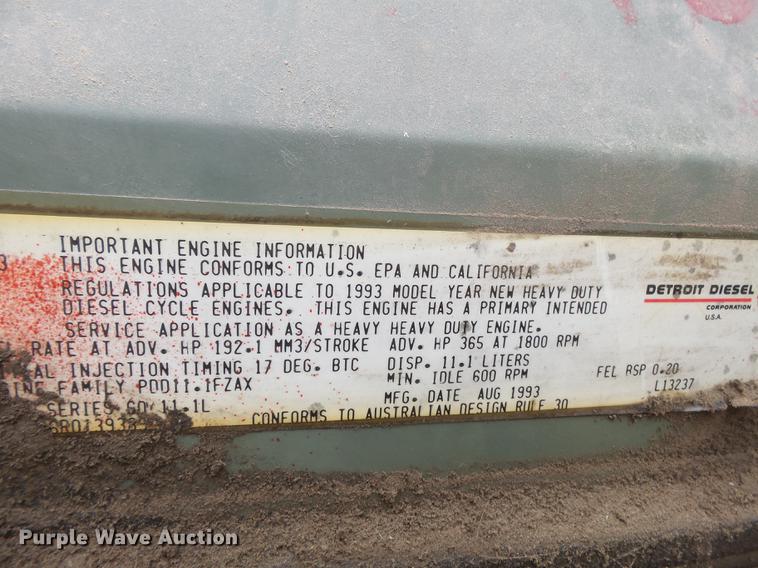 IMPORTANT ENGINE INFORMATION
3 THIS ENGINE CONFORMS TO U.S. EPA AND CALIFORNIA
REGULATIONS APPLICABLE TO 1993 MODEL YEAR NEW HEAVY DUTY
DIESEL CYCLE ENGINES. THIS ENGINE HAS A PRIMARY INTENDED
SERVICE APPLICATION AS A HEAVY HEAVY DUTY ENGINE.
RATE AT ADV. HP 192.1 MM3/STROKE ADV. HP 365 AT 1800 RPM
INJECTION TIMING 17 DEG. BTC DISP. 11.1 LITERS
FAMILY PDD11.1FZAX MIN. IDLE 600 RPM FEL RSP 0.20
MFG. DATE AUG 1993 L13237
SERIES 60 11.1L CONFORMS TO AUSTRALIAN DESIGN RULE 30
DETROIT DIESEL
CORPORATION
U.S.A.
Purple Wave Auction